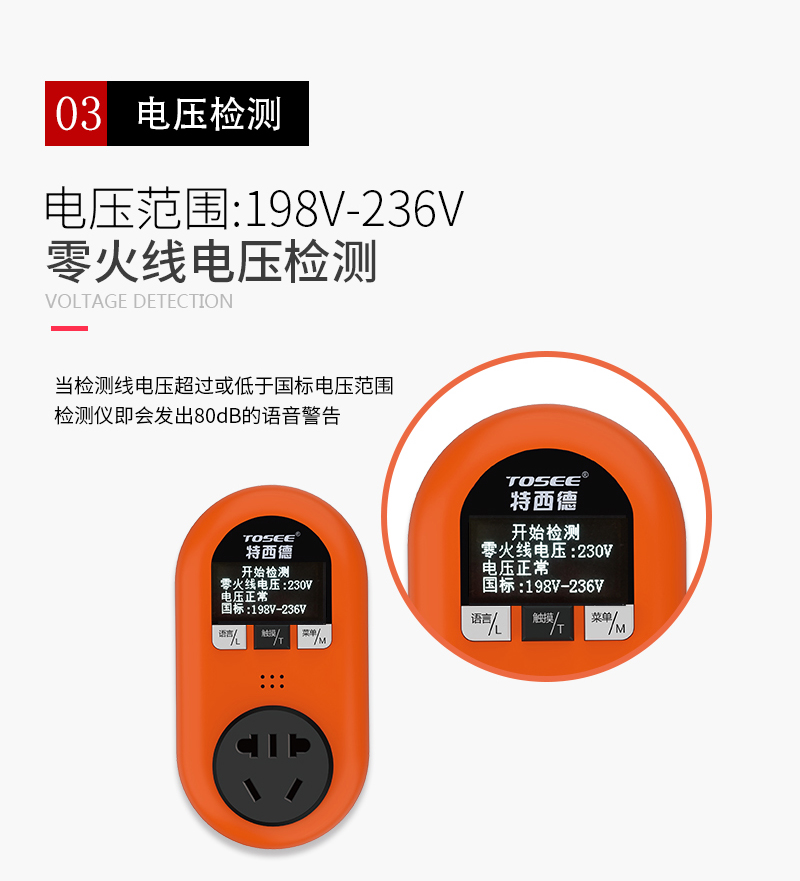 03 电压检测
电压范围:198V-236V
零火线电压检测
VOLTAGE DETECTION
当检测线电压超过或低于国标电压范围
检测仪即会发出80dB的语音警告
TOSEE®
特西德
开始检测
零火线电压:230V
电压正常
国标:198V-236V
语言/L 触摸/T 菜单/M
TOSEE®
特西德
开始检测
零火线电压:230V
电压正常
国标:198V-236V
语言/L 触摸/T 菜单/M